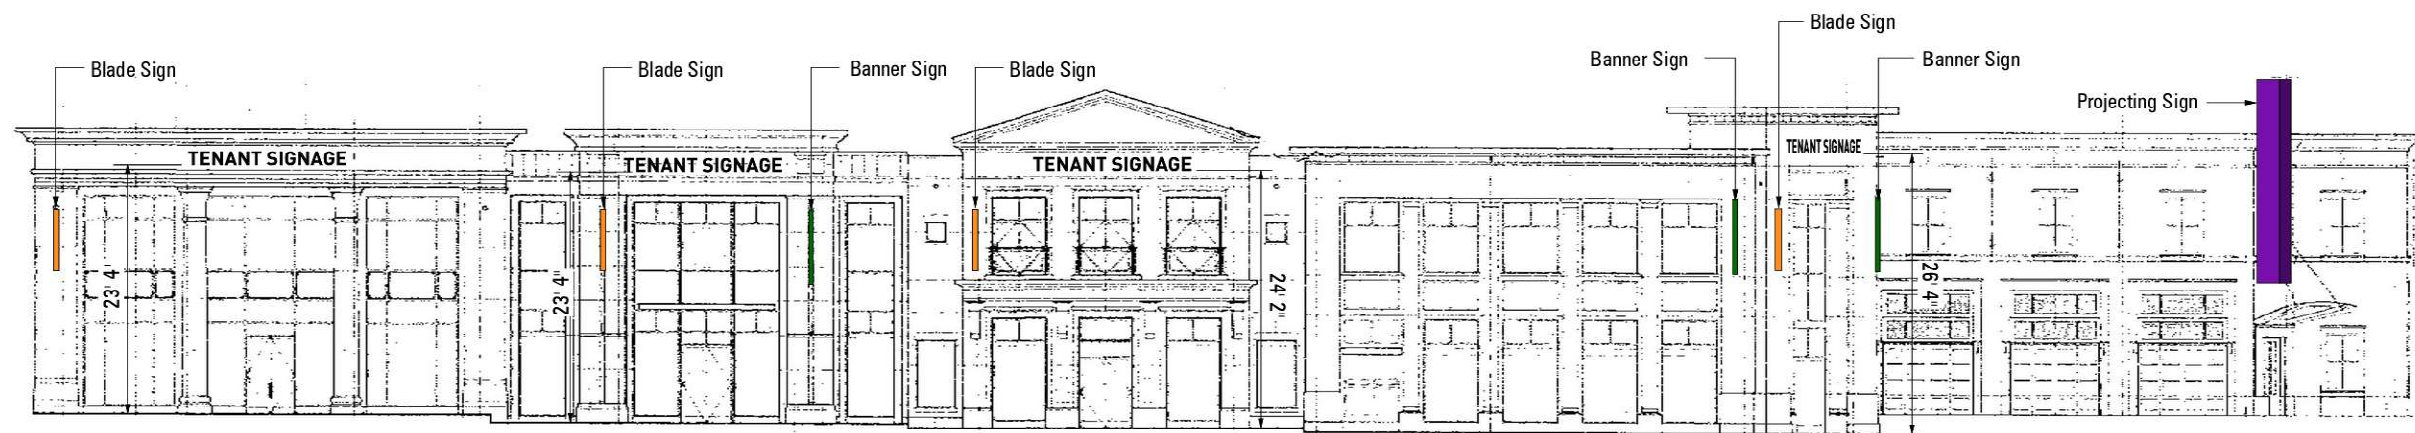 Blade Sign
Blade Sign
Banner Sign
Blade Sign
Banner Sign
Blade Sign
Banner Sign
Projecting Sign
TENANT SIGNAGE
TENANT SIGNAGE
TENANT SIGNAGE
TENANT SIGNAGE
23' 4"
23' 4"
24' 2"
26' 4"